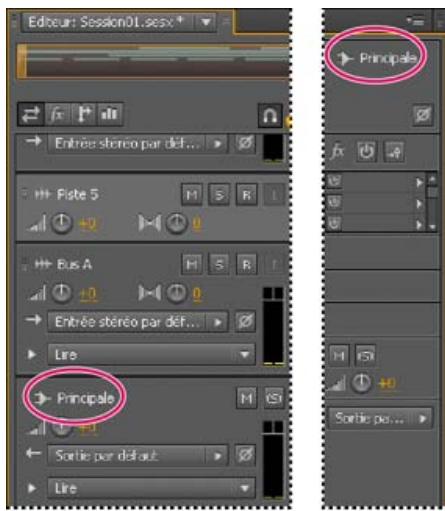 Editeur: Session01.sesx *
fx
Entrée stéréo par déf...
Piste 5
M S R I
+0 0
Bus A
M S R I
+0 0
Entrée stéréo par déf...
Lire
Principale
M (S)
+0
Sortie par défaut
Lire
Principale
fx
M (S)
+0
Sortie pa...